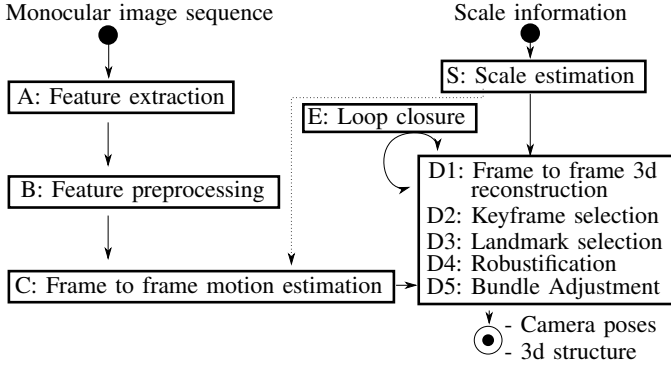 Monocular image sequence
Scale information
A: Feature extraction
S: Scale estimation
E: Loop closure
B: Feature preprocessing
D1: Frame to frame 3d
reconstruction
D2: Keyframe selection
D3: Landmark selection
D4: Robustification
D5: Bundle Adjustment
C: Frame to frame motion estimation
- Camera poses
- 3d structure